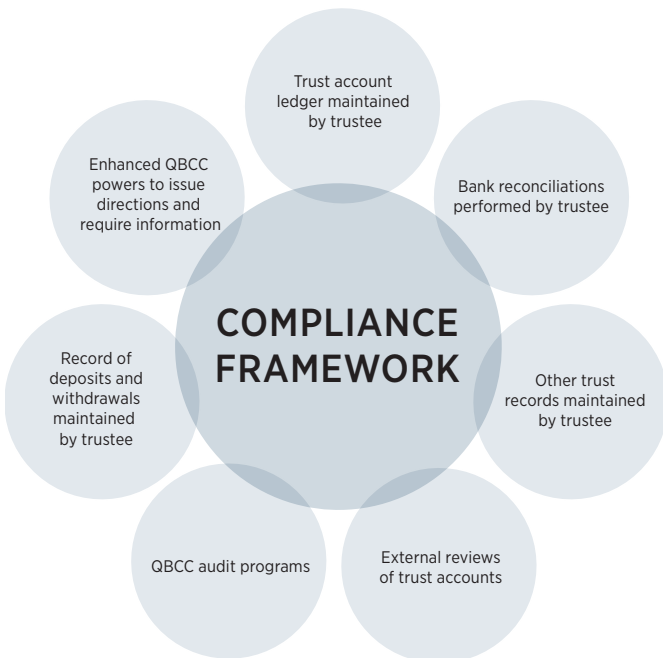 Trust account
ledger maintained
by trustee
Bank reconciliations
performed by trustee
Other trust
records maintained
by trustee
External reviews
of trust accounts
QBCC audit programs
Record of
deposits and
withdrawals
maintained
by trustee
Enhanced QBCC
powers to issue
directions and
require information
COMPLIANCE
FRAMEWORK